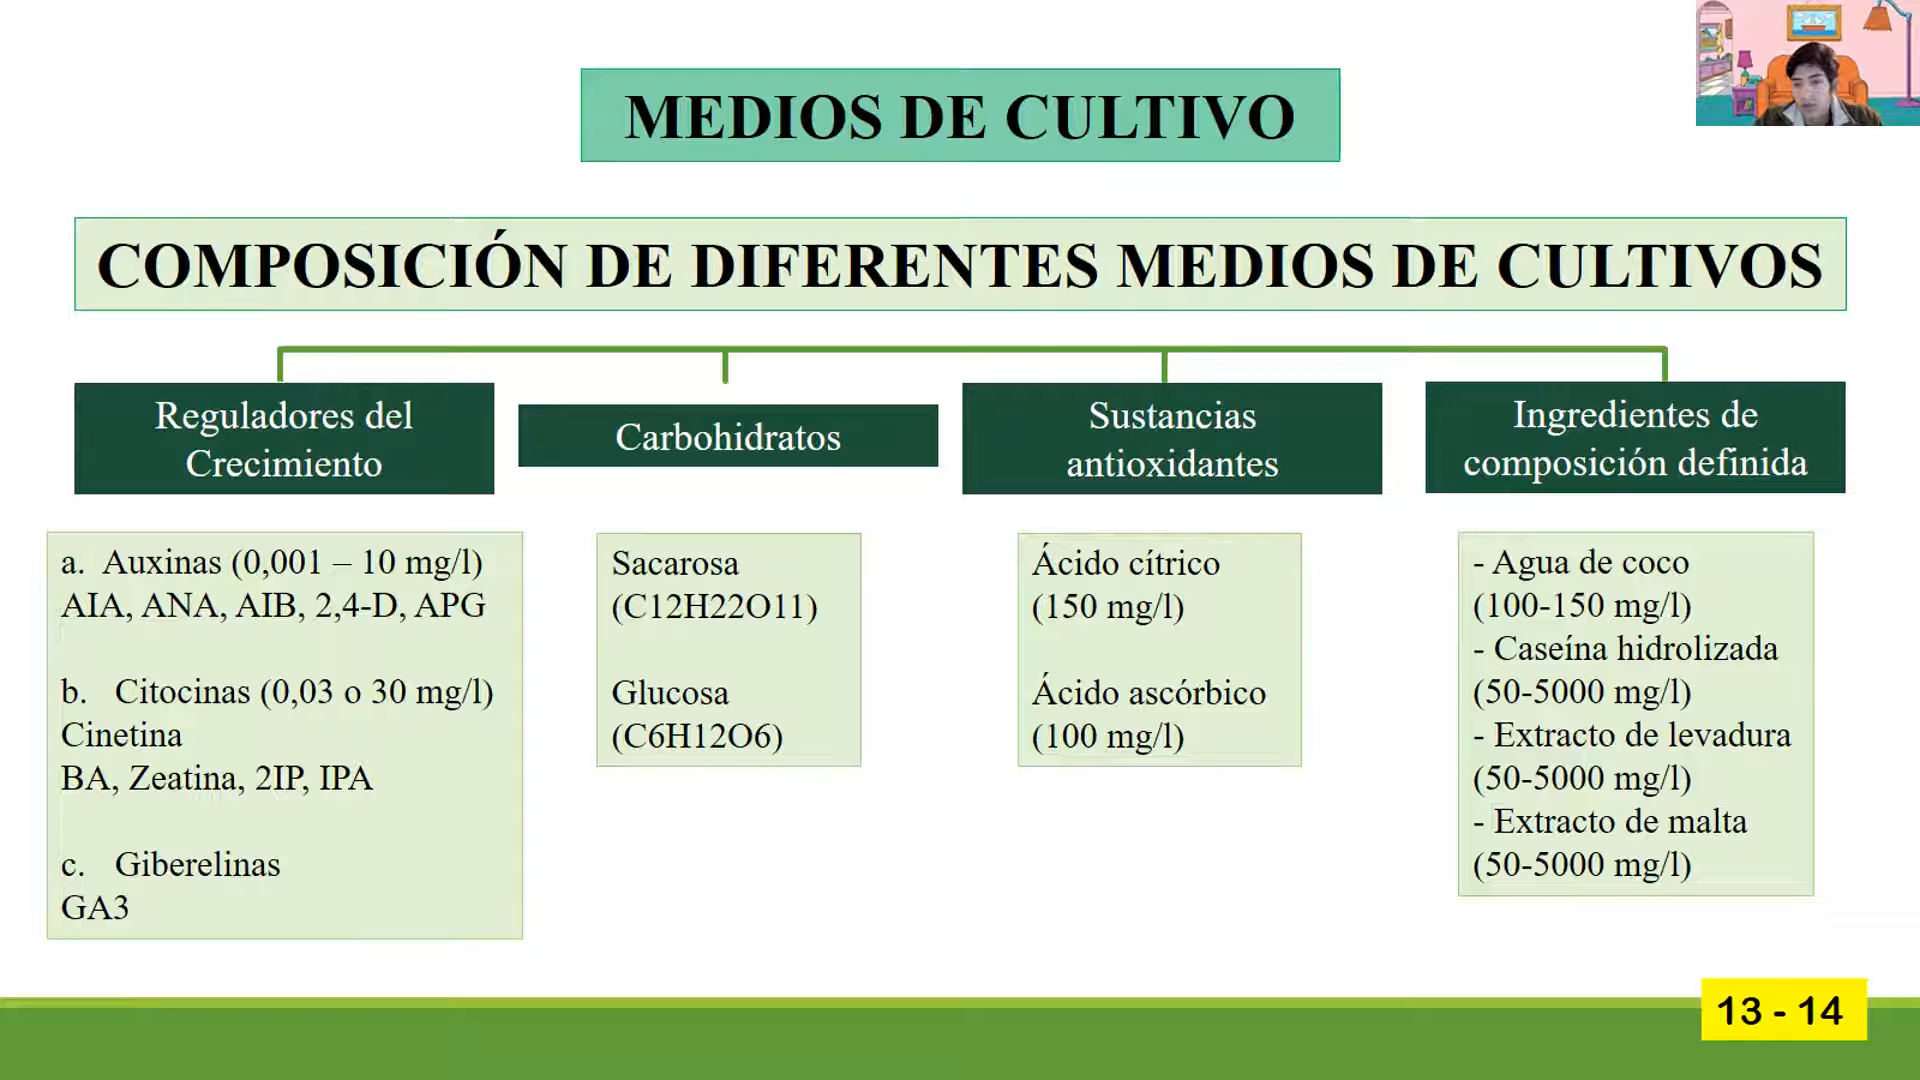 MEDIOS DE CULTIVO
COMPOSICIÓN DE DIFERENTES MEDIOS DE CULTIVOS
Reguladores del
Crecimiento
a. Auxinas (0,001 – 10 mg/l)
AIA, ANA, AIB, 2,4-D, APG
b. Citocinas (0,03 o 30 mg/l)
Cinetina
BA, Zeatina, 2IP, IPA
c. Giberelinas
GA3
Carbohidratos
Sacarosa
(C12H22O11)
Glucosa
(C6H12O6)
Sustancias
antioxidantes
Ácido cítrico
(150 mg/l)
Ácido ascórbico
(100 mg/l)
Ingredientes de
composición definida
- Agua de coco
(100-150 mg/l)
- Caseína hidrolizada
(50-5000 mg/l)
- Extracto de levadura
(50-5000 mg/l)
- Extracto de malta
(50-5000 mg/l)
13 - 14